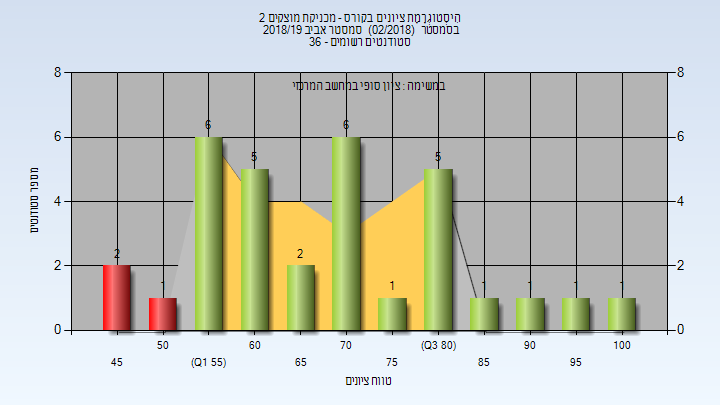 היסטוגרמת ציונים בקורס - מכניקת מוצקים 2
בסמסטר (02/2018) סמסטר אביב 2018/19
סטודנטים רשומים - 36
במשימה : ציון סופי במחשב המרכזי
8 8
6 6
4 4
2 2
0 0
2 1 6 5 2 6 1 5 1 1 1 1
מספר סטודנטים
50 60 70 (Q3 80) 90 100
45 (Q1 55) 65 75 85 95
טווח ציונים